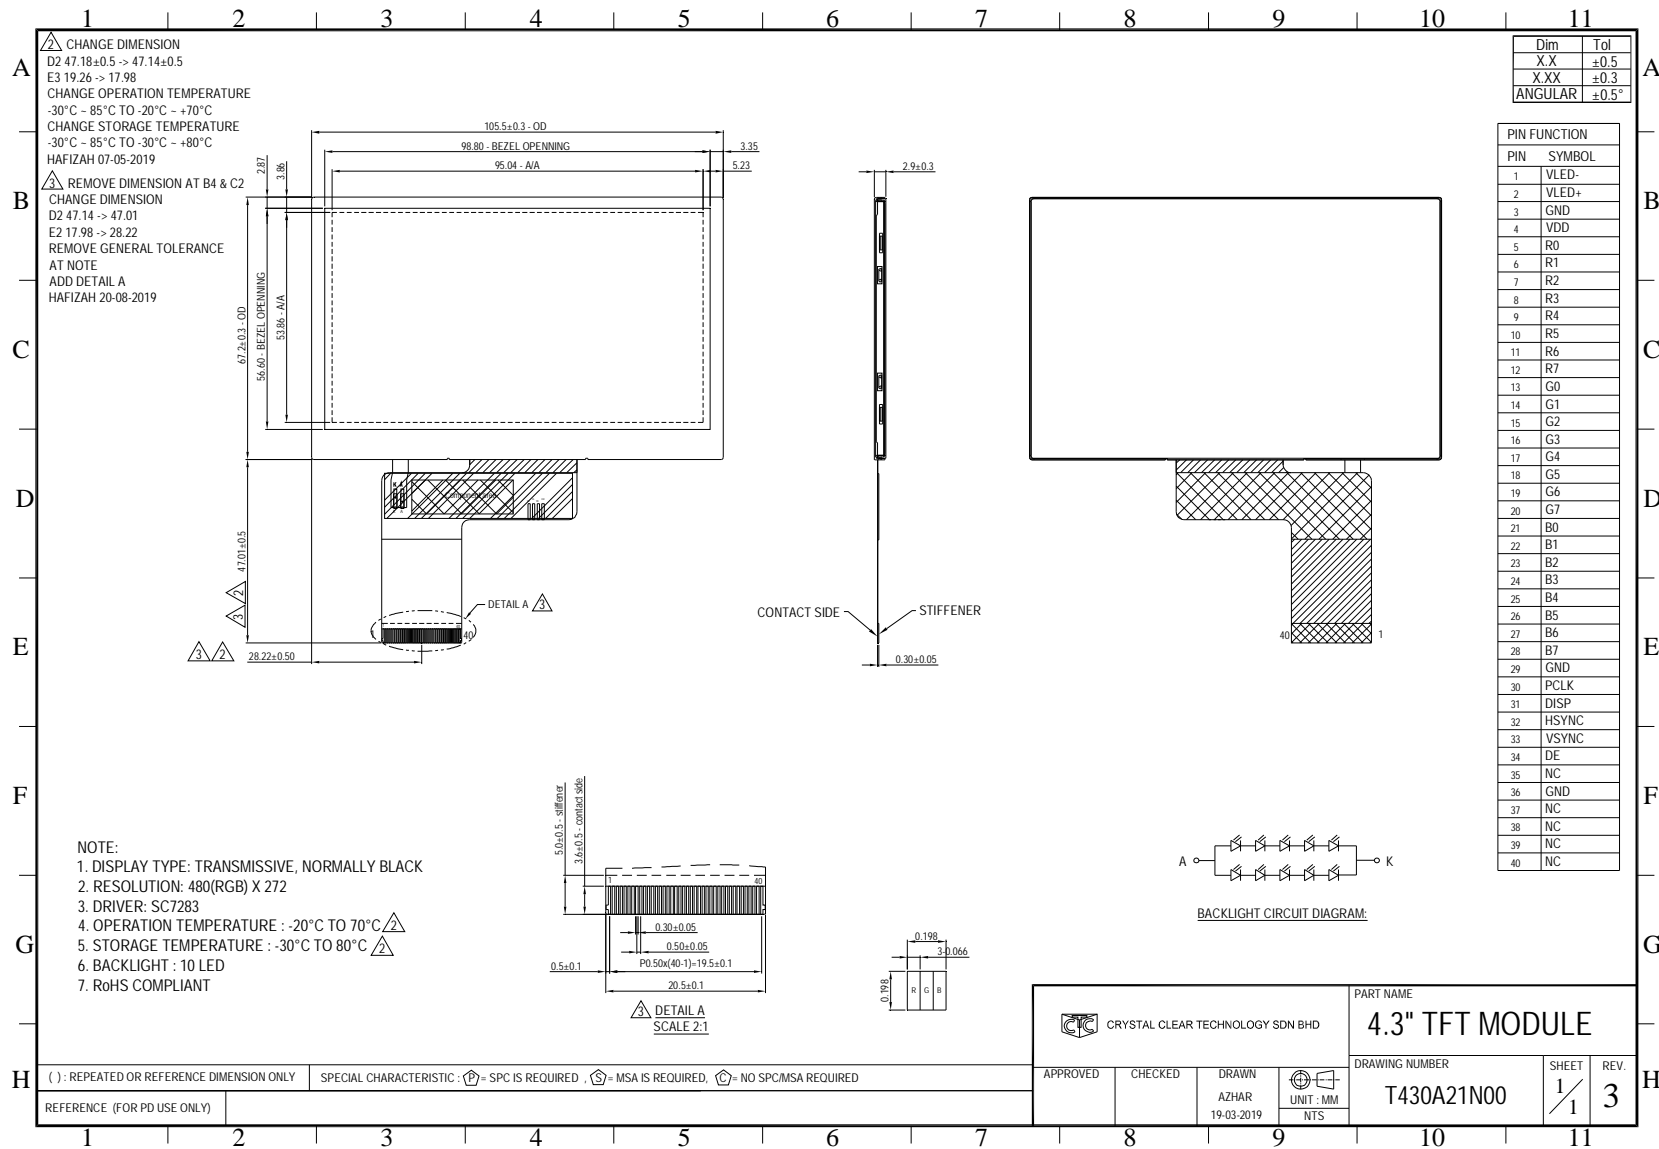 1 2 3 4 5 6 7 8 9 10 11
A
B
C
D
E
F
G
H
A
B
C
D
E
F
G
H
2 CHANGE DIMENSION
D2 47.18±0.5 -> 47.14±0.5
E3 19.26 -> 17.98
CHANGE OPERATION TEMPERATURE
-30°C ~ 85°C TO -20°C ~ +70°C
CHANGE STORAGE TEMPERATURE
-30°C ~ 85°C TO -30°C ~ +80°C
HAFIZAH 07-05-2019
3 REMOVE DIMENSION AT B4 & C2
CHANGE DIMENSION
D2 47.14 -> 47.01
E2 17.98 -> 28.22
REMOVE GENERAL TOLERANCE
AT NOTE
ADD DETAIL A
HAFIZAH 20-08-2019
105.5±0.3 - OD
98.80 - BEZEL OPENNING
95.04 - A/A
3.35
5.23
2.87
3.86
67.2±0.3 - OD
56.60 - BEZEL OPENNING
53.86 - A/A
47.01±0.5
2
3
3 2
28.22±0.50
K A
1
40
DETAIL A 3
2.9±0.3
CONTACT SIDE
STIFFENER
0.30±0.05
40
1
Dim Tol
X.X ±0.5
X.XX ±0.3
ANGULAR ±0.5°
PIN FUNCTION
PIN SYMBOL
1 VLED-
2 VLED+
3 GND
4 VDD
5 R0
6 R1
7 R2
8 R3
9 R4
10 R5
11 R6
12 R7
13 G0
14 G1
15 G2
16 G3
17 G4
18 G5
19 G6
20 G7
21 B0
22 B1
23 B2
24 B3
25 B4
26 B5
27 B6
28 B7
29 GND
30 PCLK
31 DISP
32 HSYNC
33 VSYNC
34 DE
35 NC
36 GND
37 NC
38 NC
39 NC
40 NC
NOTE:
1. DISPLAY TYPE: TRANSMISSIVE, NORMALLY BLACK
2. RESOLUTION: 480(RGB) X 272
3. DRIVER: SC7283
4. OPERATION TEMPERATURE : -20°C TO 70°C 2
5. STORAGE TEMPERATURE : -30°C TO 80°C 2
6. BACKLIGHT : 10 LED
7. RoHS COMPLIANT
5.0±0.5 - stiffener
3.6±0.5 - contact side
1
40
0.30±0.05
0.50±0.05
0.5±0.1
P0.50x(40-1)=19.5±0.1
20.5±0.1
3 DETAIL A
SCALE 2:1
0.198
3-0.066
0.198
R G B
A
K
BACKLIGHT CIRCUIT DIAGRAM:
CTC CRYSTAL CLEAR TECHNOLOGY SDN BHD
PART NAME
4.3" TFT MODULE
APPROVED
CHECKED
DRAWN
AZHAR
19-03-2019
UNIT : MM
NTS
DRAWING NUMBER
T430A21N00
SHEET
1/1
REV.
3
( ) : REPEATED OR REFERENCE DIMENSION ONLY
SPECIAL CHARACTERISTIC : P = SPC IS REQUIRED , S = MSA IS REQUIRED, C = NO SPC/MSA REQUIRED
REFERENCE (FOR PD USE ONLY)
1 2 3 4 5 6 7 8 9 10 11